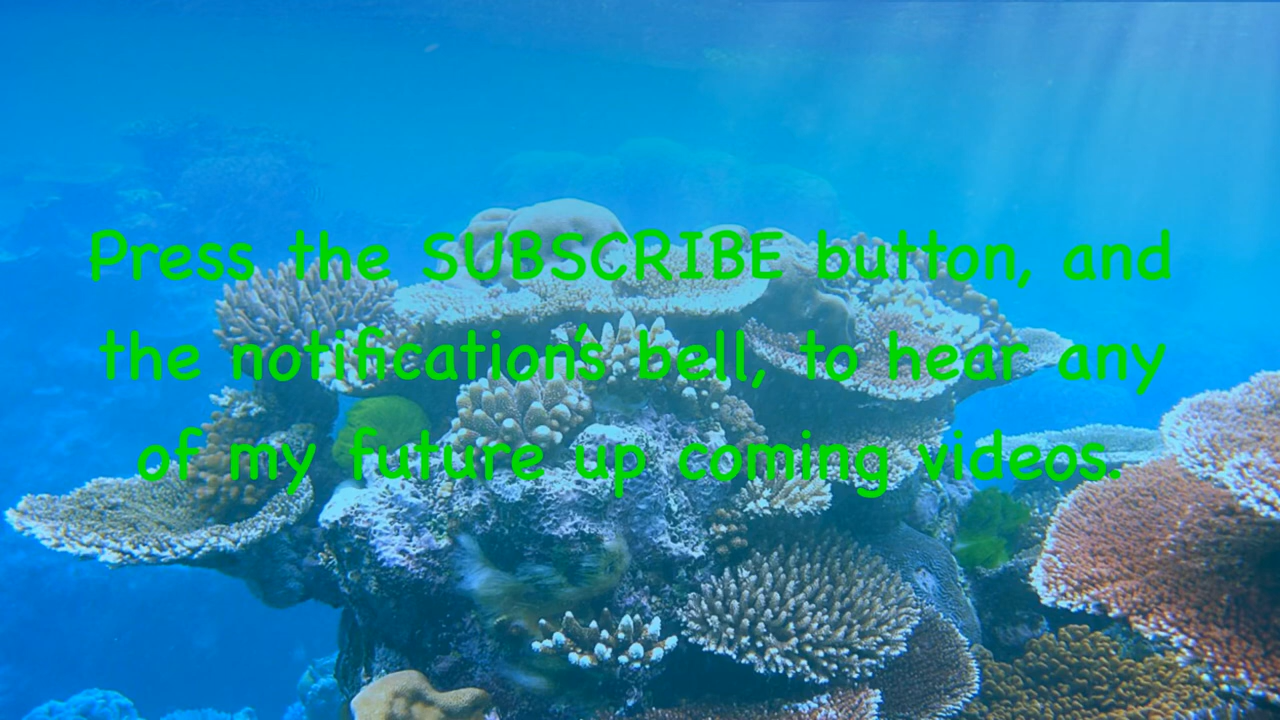 Press the SUBSCRIBE button, and
the notification's bell, to hear any
of my future up coming videos.